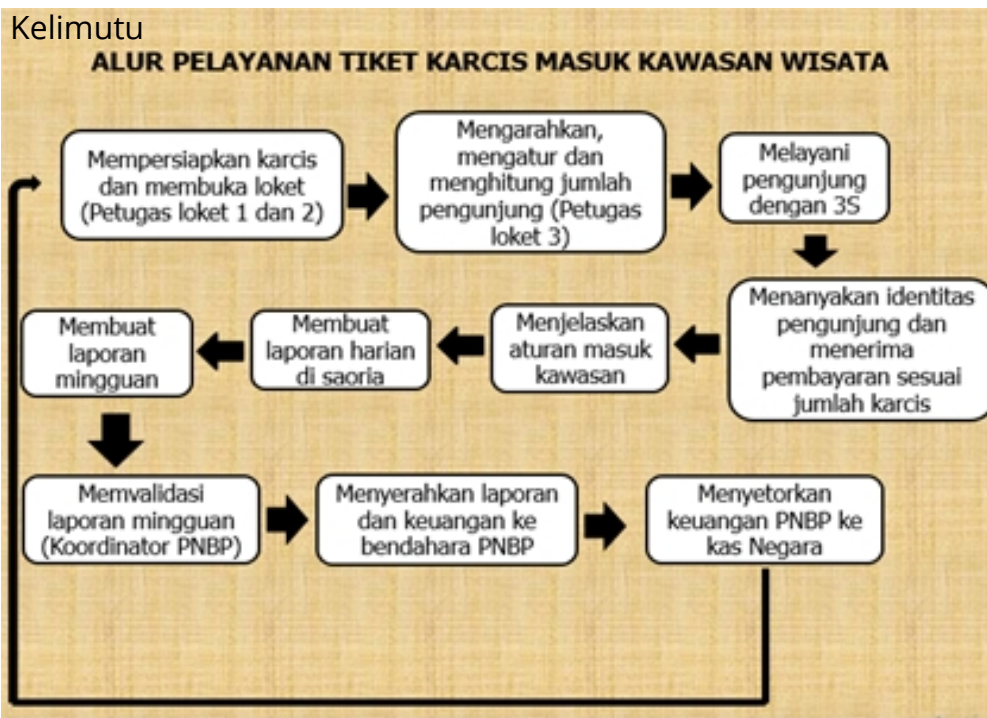 Kelimutu
ALUR PELAYANAN TIKET KARCIS MASUK KAWASAN WISATA
Mempersiapkan karcis
dan membuka loket
(Petugas loket 1 dan 2)
Mengarahkan,
mengatur dan
menghitung jumlah
pengunjung (Petugas
loket 3)
Melayani
pengunjung
dengan 3S
Menanyakan identitas
pengunjung dan
menerima
pembayaran sesuai
jumlah karcis
Menjelaskan
aturan masuk
kawasan
Membuat
laporan harian
di saoria
Membuat
laporan
mingguan
Memvalidasi
laporan mingguan
(Koordinator PNBP)
Menyerahkan laporan
dan keuangan ke
bendahara PNBP
Menyetorkan
keuangan PNBP ke
kas Negara